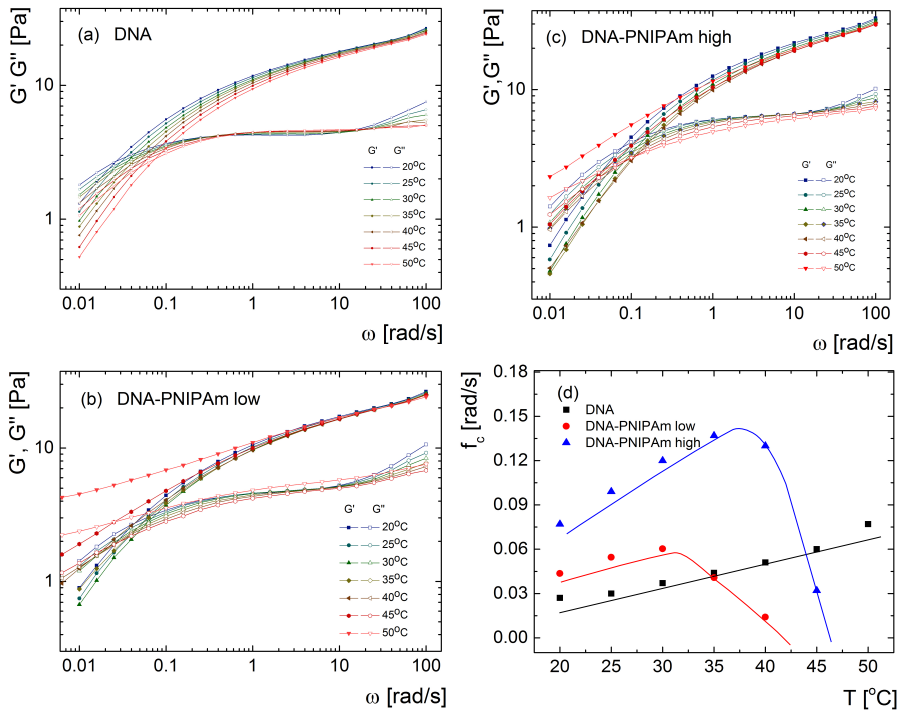 (a) DNA
G' G'' [Pa]
10
1
G' G''
20°C
25°C
30°C
35°C
40°C
45°C
50°C
0.01 0.1 1 10 100
ω [rad/s]
(c) DNA-PNIPAm high
G', G'' [Pa]
10
1
G' G''
20°C
25°C
30°C
35°C
40°C
45°C
50°C
0.01 0.1 1 10 100
ω [rad/s]
(b) DNA-PNIPAm low
G', G'' [Pa]
10
1
G' G''
20°C
25°C
30°C
35°C
40°C
45°C
50°C
0.01 0.1 1 10 100
ω [rad/s]
(d)
DNA
DNA-PNIPAm low
DNA-PNIPAm high
f_c [rad/s]
0.18
0.15
0.12
0.09
0.06
0.03
0.00
20 25 30 35 40 45 50
T [°C]